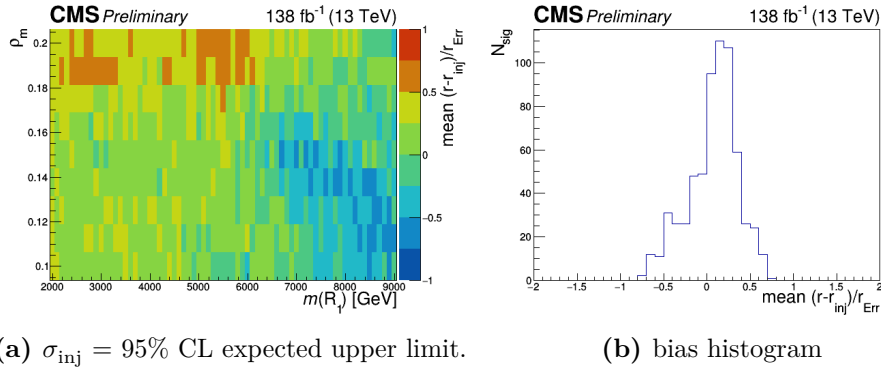 CMS Preliminary 138 fb⁻¹ (13 TeV)
ρm
0.2
0.18
0.16
0.14
0.12
0.1
2000 3000 4000 5000 6000 7000 8000 9000
m(R1) [GeV]
1
0.5
0
−0.5
−1
mean (r-rinj)/rErr
CMS Preliminary 138 fb⁻¹ (13 TeV)
Nsig
100
80
60
40
20
0
−2 −1.5 −1 −0.5 0 0.5 1 1.5 2
mean (r-rinj)/rErr
(a) σinj = 95% CL expected upper limit.
(b) bias histogram